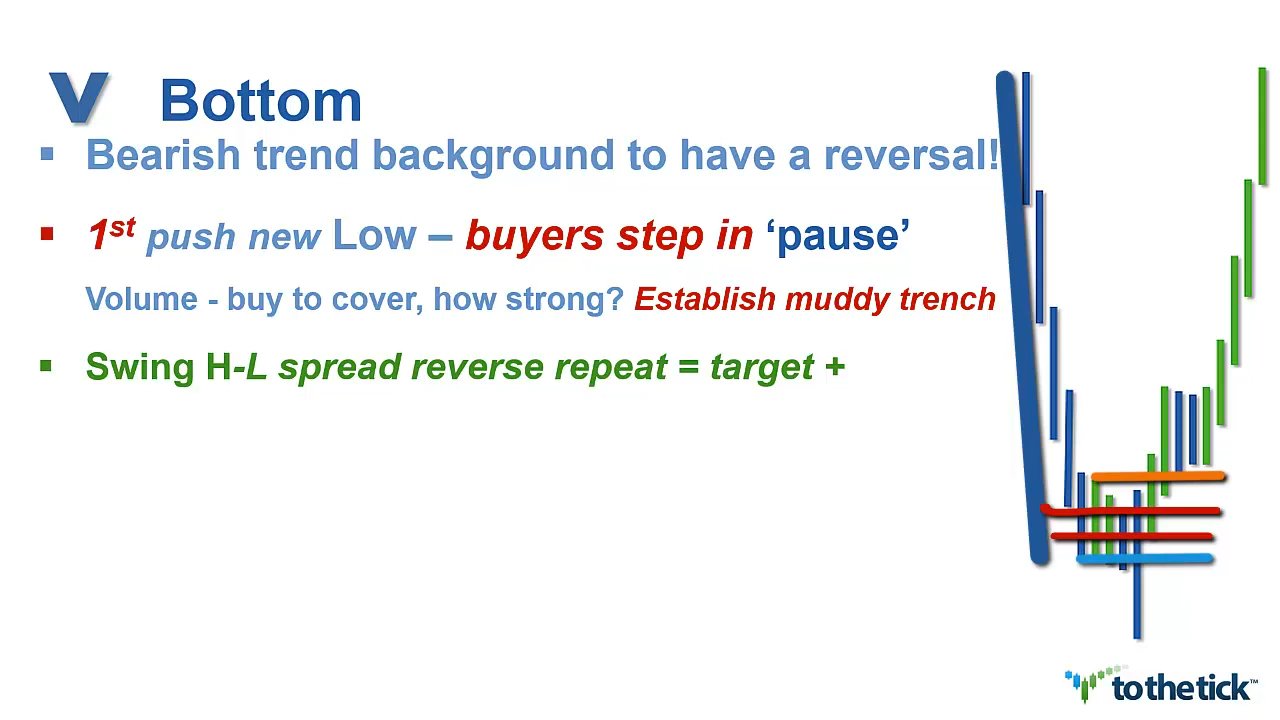 V Bottom
▪ Bearish trend background to have a reversal!
▪ 1st push new Low – buyers step in ‘pause’
Volume - buy to cover, how strong? Establish muddy trench
▪ Swing H-L spread reverse repeat = target +
tothetick™